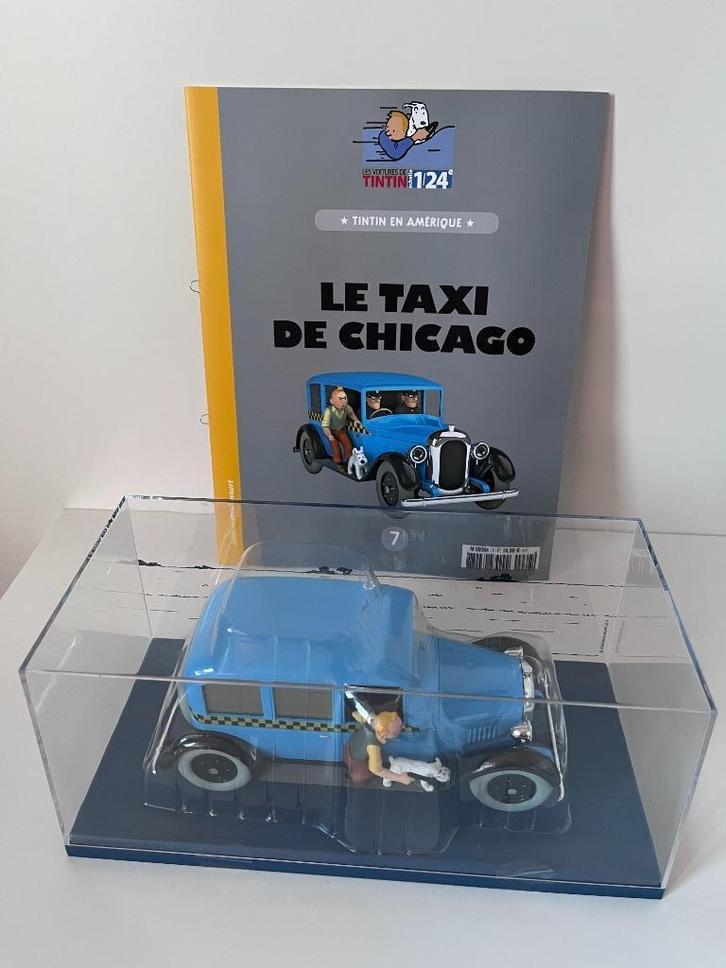 LES VOITURES DE
TINTIN 1/24e
★ TINTIN EN AMÉRIQUE ★
LE TAXI
DE CHICAGO
7